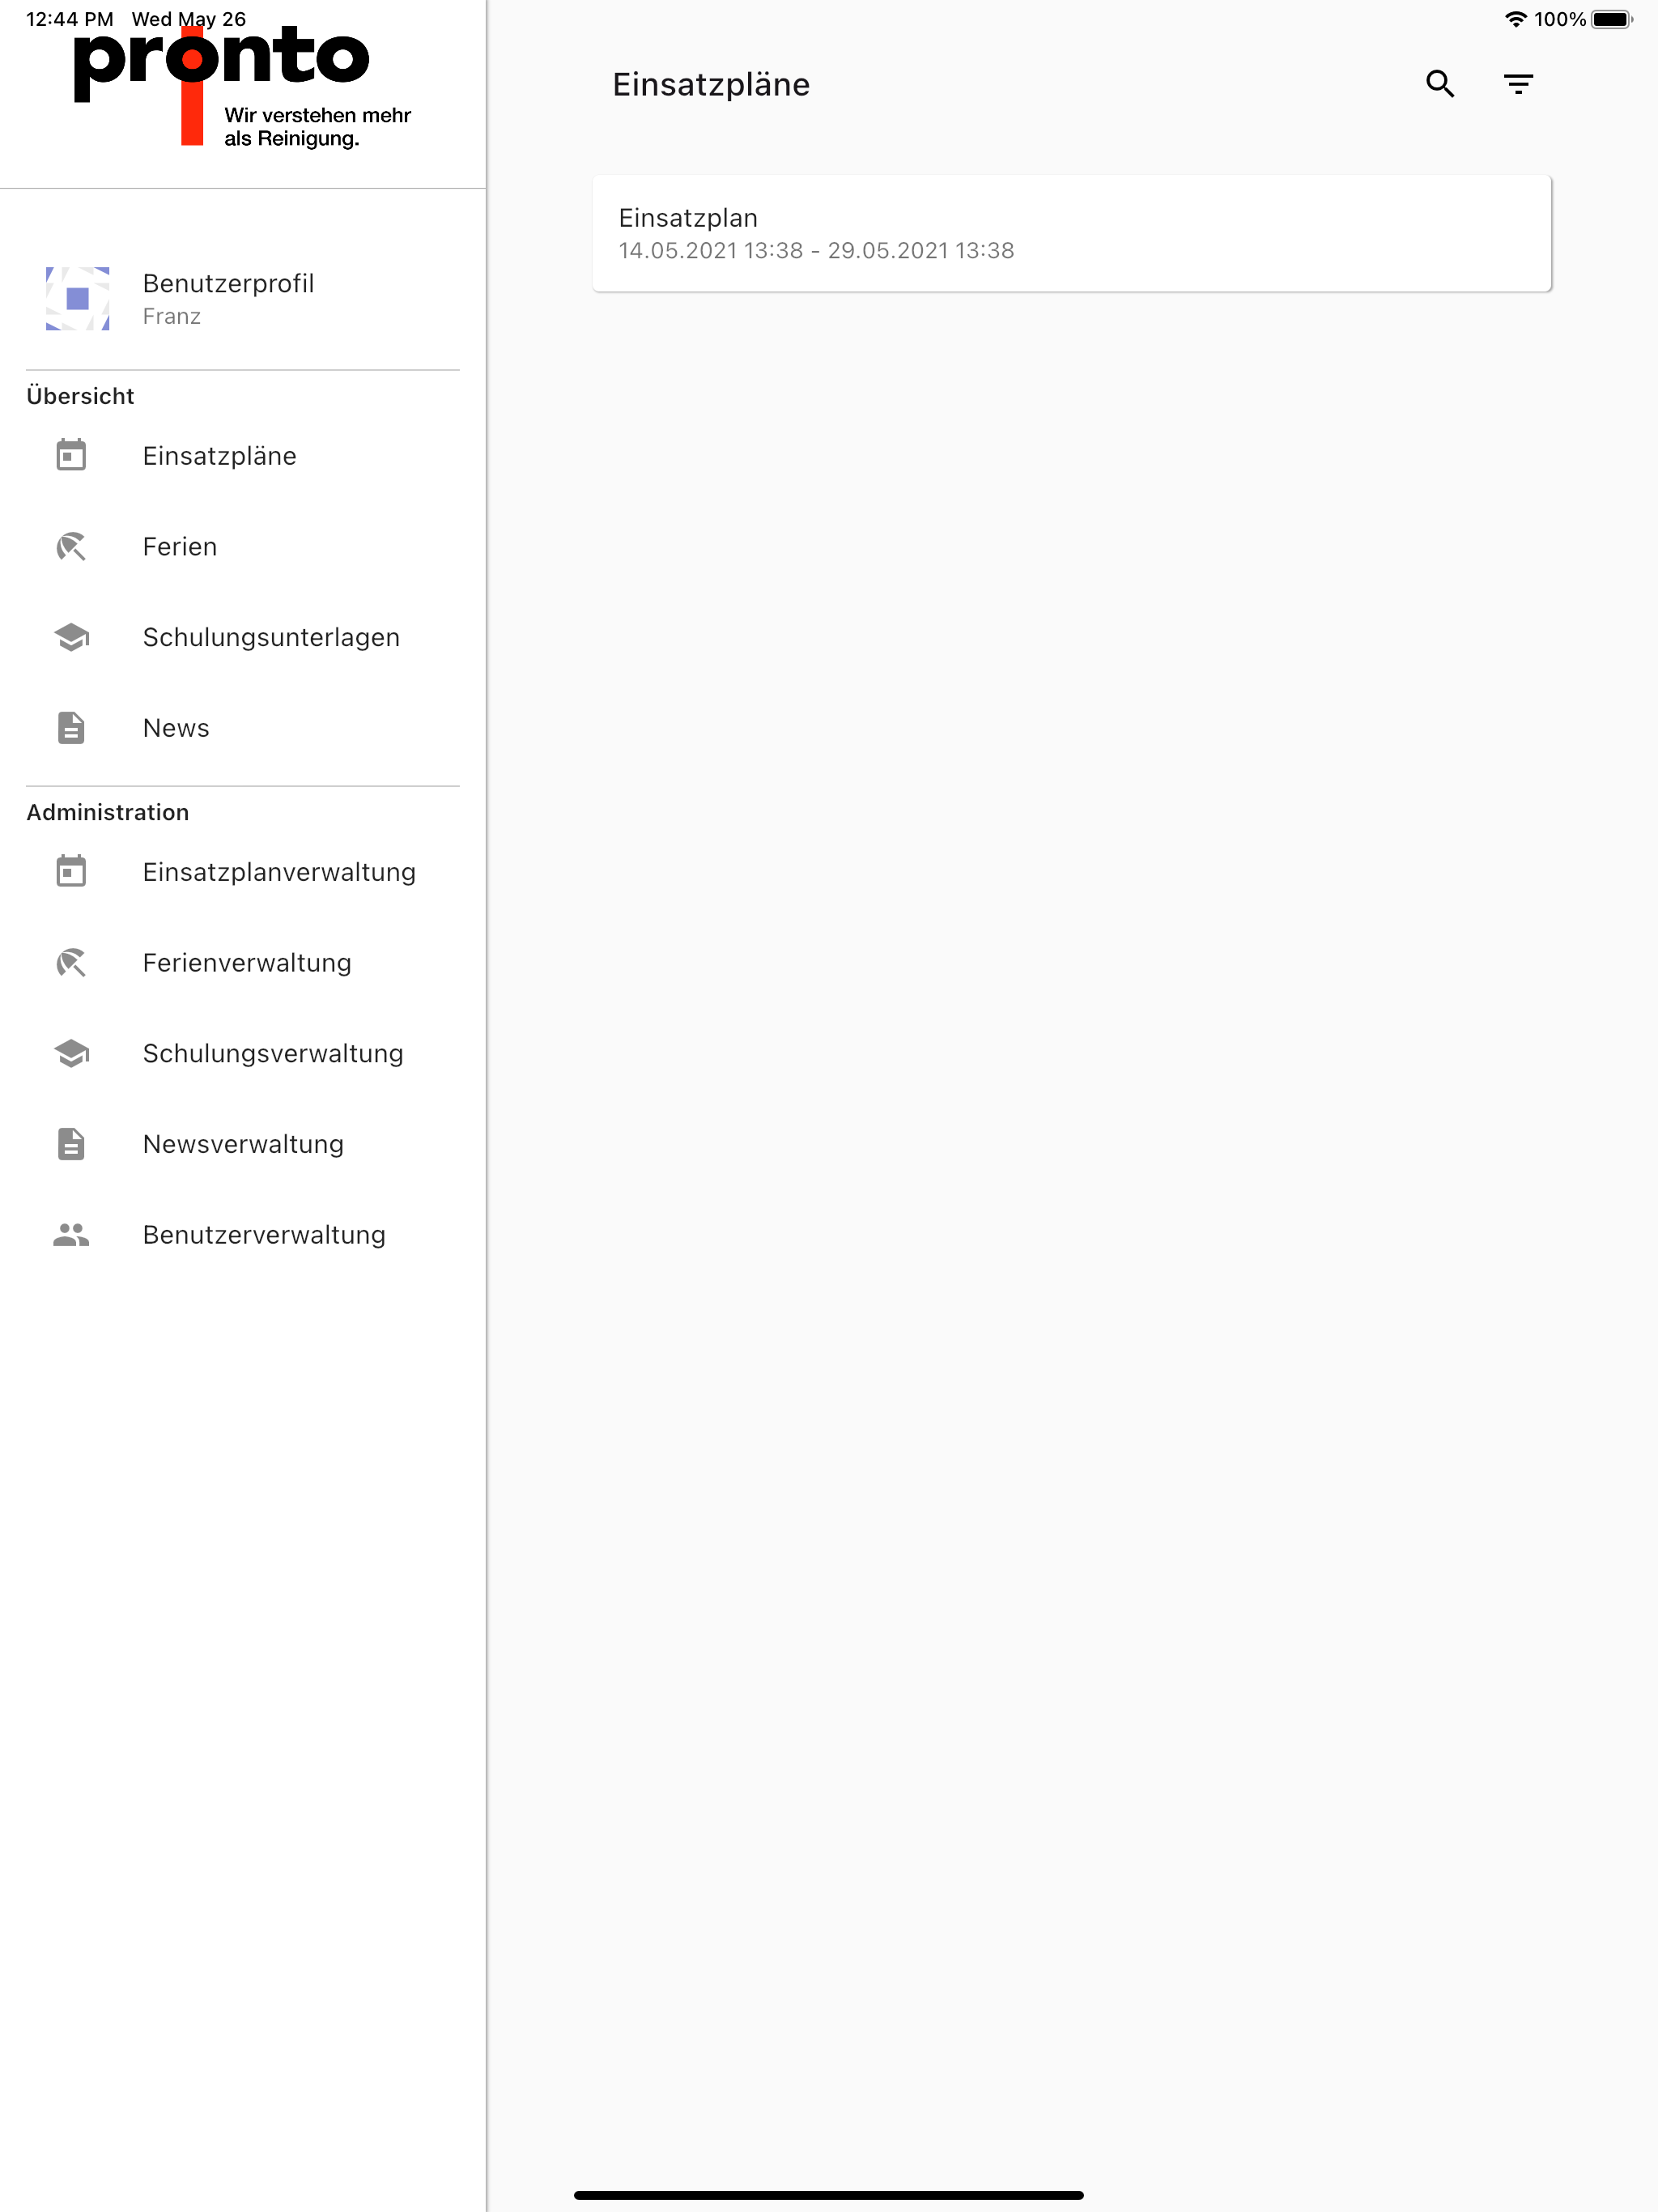 12:44 PM Wed May 26
100%
pronto
Wir verstehen mehr
als Reinigung.
Benutzerprofil
Franz
Übersicht
Einsatzpläne
Ferien
Schulungsunterlagen
News
Administration
Einsatzplanverwaltung
Ferienverwaltung
Schulungsverwaltung
Newsverwaltung
Benutzerverwaltung
Einsatzpläne
Einsatzplan
14.05.2021 13:38 - 29.05.2021 13:38